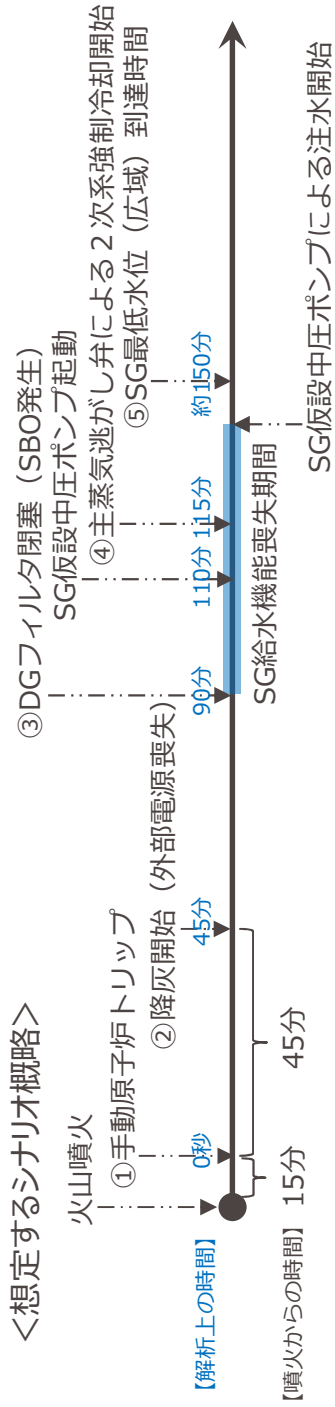 ＜想定するシナリオ概略＞
火山噴火
①手動原子炉トリップ
②降灰開始（外部電源喪失）
③DGフィルタ閉塞（SBO発生）
SG仮設中圧ポンプ起動
④主蒸気逃がし弁による２次系強制冷却開始
⑤SG最低水位（広域）到達時間
【解析上の時間】
0秒
45分
90分
110分
115分
約150分
SG給水機能喪失期間
SG仮設中圧ポンプによる注水開始
【噴火からの時間】
15分
45分